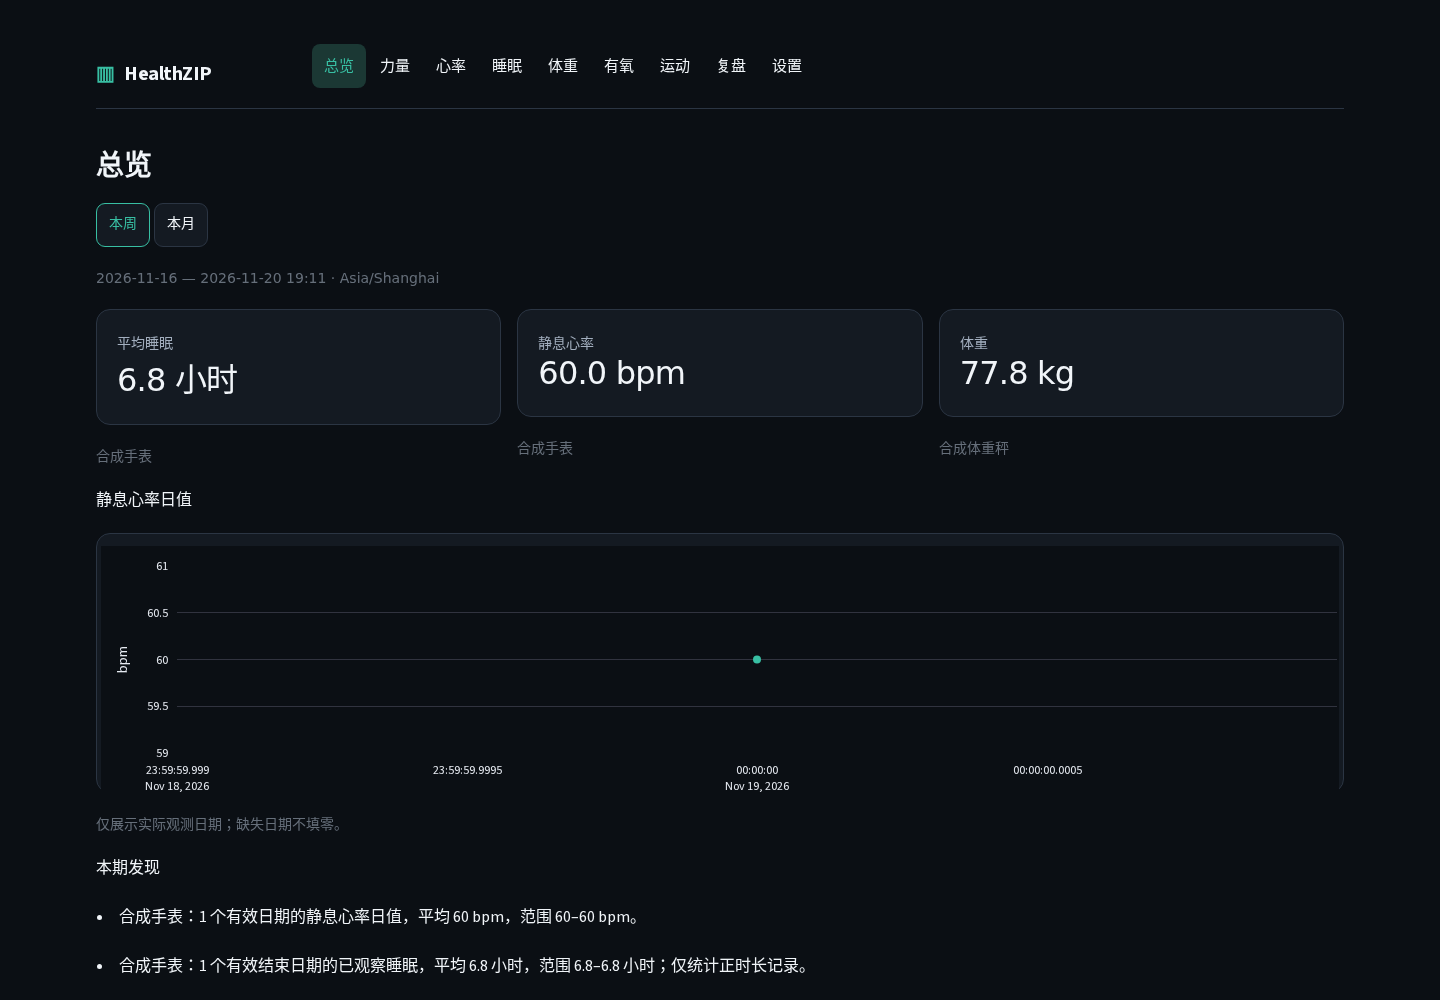 HealthZIP
总览 力量 心率 睡眠 体重 有氧 运动 复盘 设置
总览
本周 本月
2026-11-16 — 2026-11-20 19:11 · Asia/Shanghai
平均睡眠
6.8 小时
合成手表
静息心率
60.0 bpm
合成手表
体重
77.8 kg
合成体重秤
静息心率日值
61
60.5
60
59.5
59
bpm
23:59:59.999 23:59:59.9995 00:00:00 00:00:00.0005
Nov 18, 2026 Nov 19, 2026
仅展示实际观测日期；缺失日期不填零。
本期发现
• 合成手表：1 个有效日期的静息心率日值，平均 60 bpm，范围 60–60 bpm。
• 合成手表：1 个有效结束日期的已观察睡眠，平均 6.8 小时，范围 6.8–6.8 小时；仅统计正时长记录。